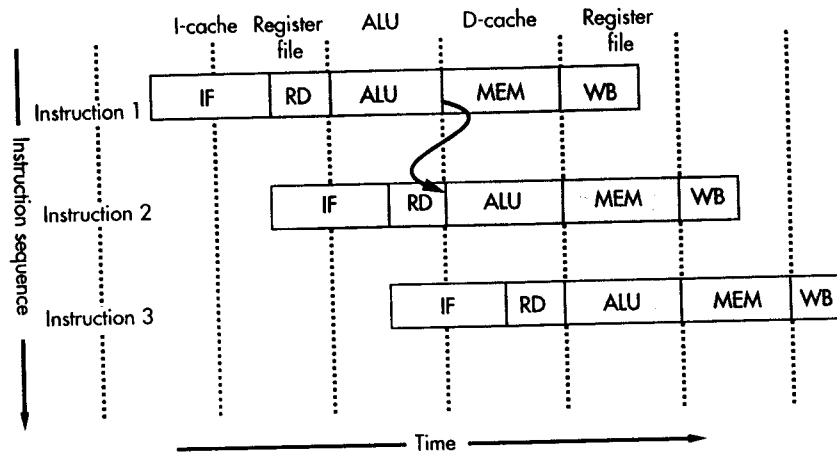 I-cache
Register
file
ALU
D-cache
Register
file
Instruction 1
IF
RD
ALU
MEM
WB
Instruction 2
IF
RD
ALU
MEM
WB
Instruction 3
IF
RD
ALU
MEM
WB
Instruction sequence
Time